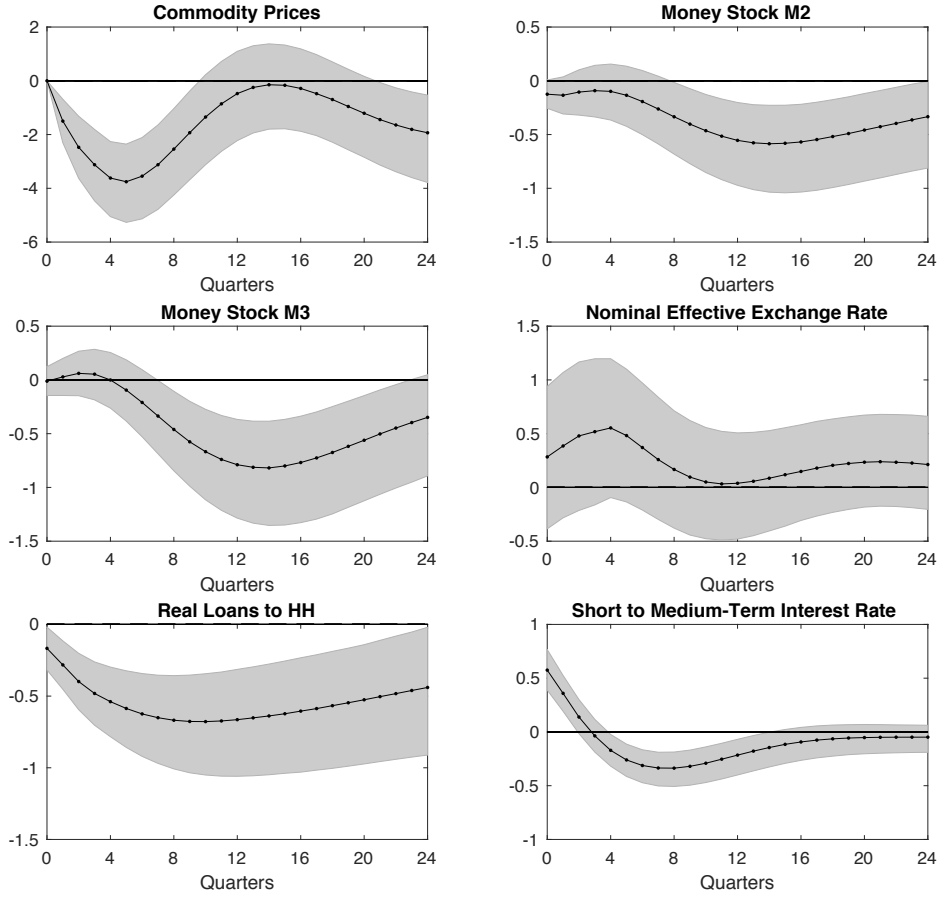 Commodity Prices
2
0
-2
-4
-6
0 4 8 12 16 20 24
Quarters
Money Stock M2
0.5
0
-0.5
-1
-1.5
0 4 8 12 16 20 24
Quarters
Money Stock M3
0.5
0
-0.5
-1
-1.5
0 4 8 12 16 20 24
Quarters
Nominal Effective Exchange Rate
1.5
1
0.5
0
-0.5
0 4 8 12 16 20 24
Quarters
Real Loans to HH
0
-0.5
-1
-1.5
0 4 8 12 16 20 24
Quarters
Short to Medium-Term Interest Rate
1
0.5
0
-0.5
-1
0 4 8 12 16 20 24
Quarters